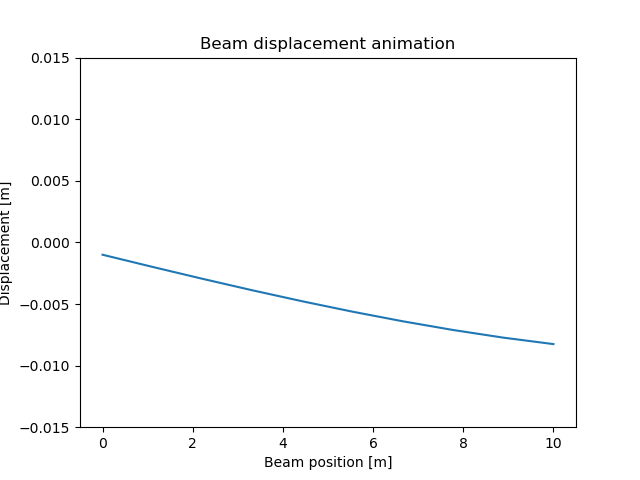 Beam displacement animation
0.015
0.010
0.005
0.000
−0.005
−0.010
−0.015
Displacement [m]
0 2 4 6 8 10
Beam position [m]